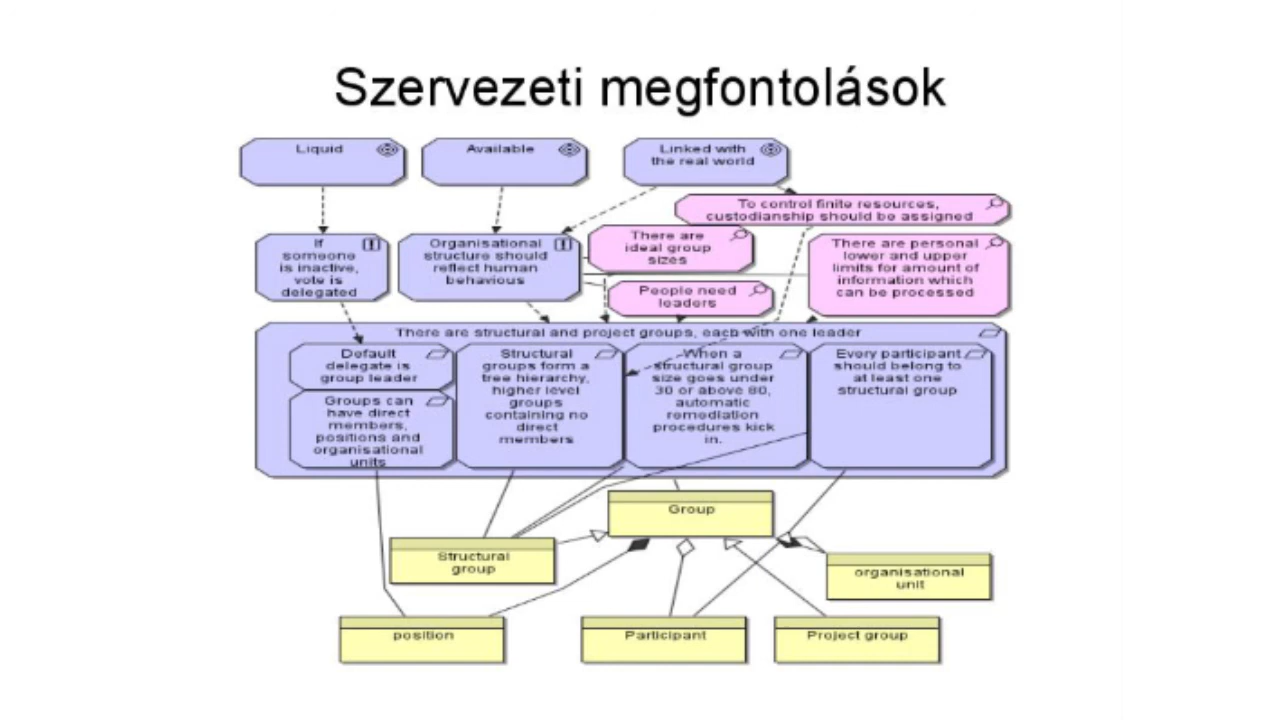 Szervezeti megfontolások
Liquid
Available
Linked with
the real world
To control finite resources,
custodianship should be assigned
If
someone
is inactive,
vote is
delegated
Organisational
structure should
reflect human
behavious
There are
ideal group
sizes
People need
leaders
There are personal
lower and upper
limits for amount of
information which
can be processed
There are structural and project groups, each with one leader
Default
delegate is
group leader
Groups can
have direct
members,
positions and
organisational
units
Structural
groups form a
tree hierarchy,
higher level
groups
containing no
direct
members
When a
structural group
size goes under
30 or above 80,
automatic
remediation
procedures kick
in.
Every participant
should belong to
at least one
structural group
Group
Structural
group
organisational
unit
position
Participant
Project group